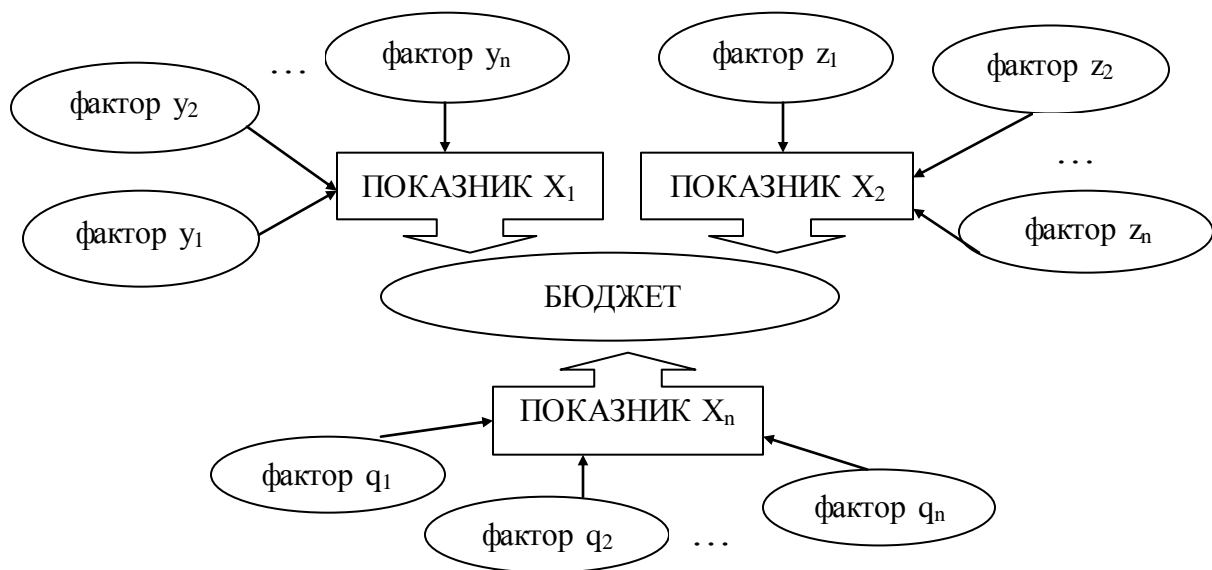 фактор yₙ
фактор z₁
фактор z₂
...
фактор y₂
...
ПОКАЗНИК X₁
ПОКАЗНИК X₂
фактор y₁
фактор zₙ
БЮДЖЕТ
ПОКАЗНИК Xₙ
фактор q₁
фактор qₙ
фактор q₂
...